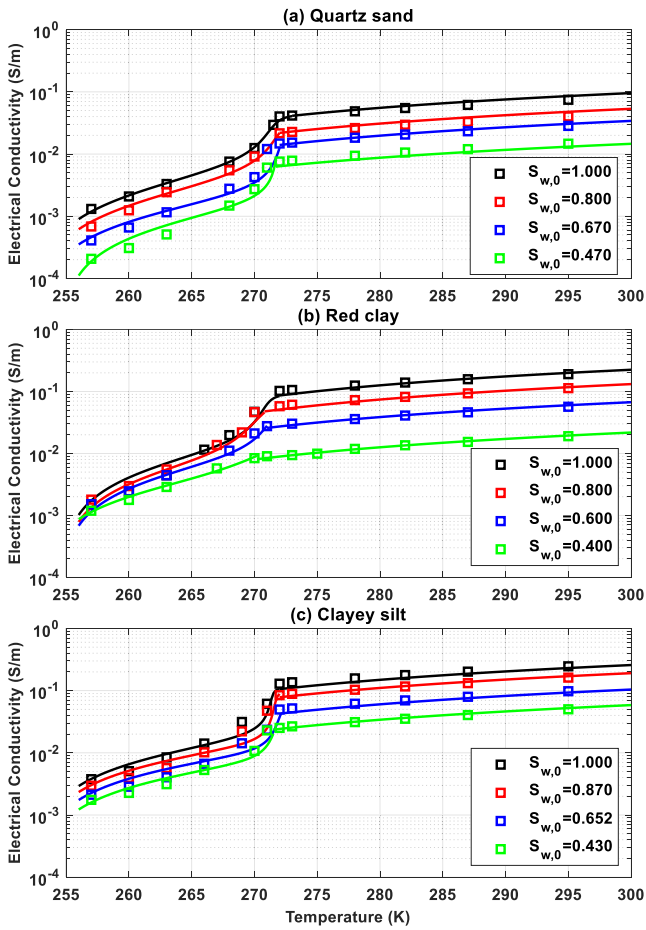 (a) Quartz sand
Electrical Conductivity (S/m)
10^0
10^-1
10^-2
10^-3
10^-4
S_w,0=1.000
S_w,0=0.800
S_w,0=0.670
S_w,0=0.470
255 260 265 270 275 280 285 290 295 300
(b) Red clay
Electrical Conductivity (S/m)
10^0
10^-1
10^-2
10^-3
10^-4
S_w,0=1.000
S_w,0=0.800
S_w,0=0.600
S_w,0=0.400
255 260 265 270 275 280 285 290 295 300
(c) Clayey silt
Electrical Conductivity (S/m)
10^0
10^-1
10^-2
10^-3
10^-4
S_w,0=1.000
S_w,0=0.870
S_w,0=0.652
S_w,0=0.430
255 260 265 270 275 280 285 290 295 300
Temperature (K)